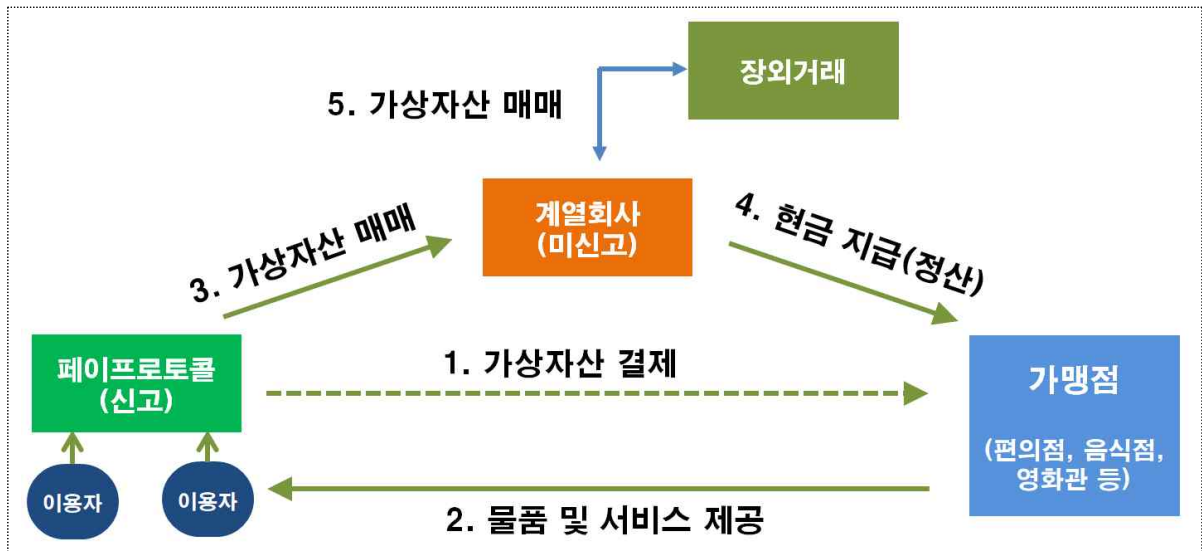 장외거래
5. 가상자산 매매
계열회사
(미신고)
4. 현금 지급(정산)
3. 가상자산 매매
페이프로토콜
(신고)
1. 가상자산 결제
가맹점
(편의점, 음식점,
영화관 등)
이용자
이용자
2. 물품 및 서비스 제공